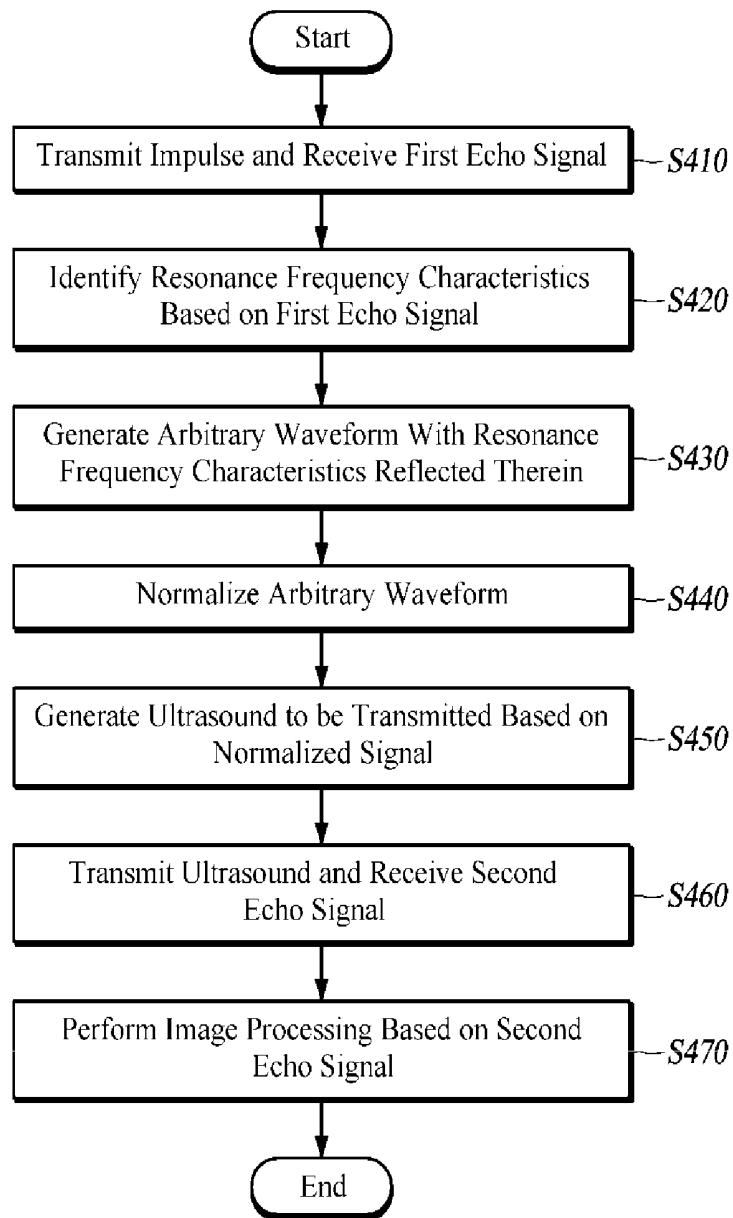 Start
Transmit Impulse and Receive First Echo Signal
S410
Identify Resonance Frequency Characteristics
Based on First Echo Signal
S420
Generate Arbitrary Waveform With Resonance
Frequency Characteristics Reflected Therein
S430
Normalize Arbitrary Waveform
S440
Generate Ultrasound to be Transmitted Based on
Normalized Signal
S450
Transmit Ultrasound and Receive Second
Echo Signal
S460
Perform Image Processing Based on Second
Echo Signal
S470
End